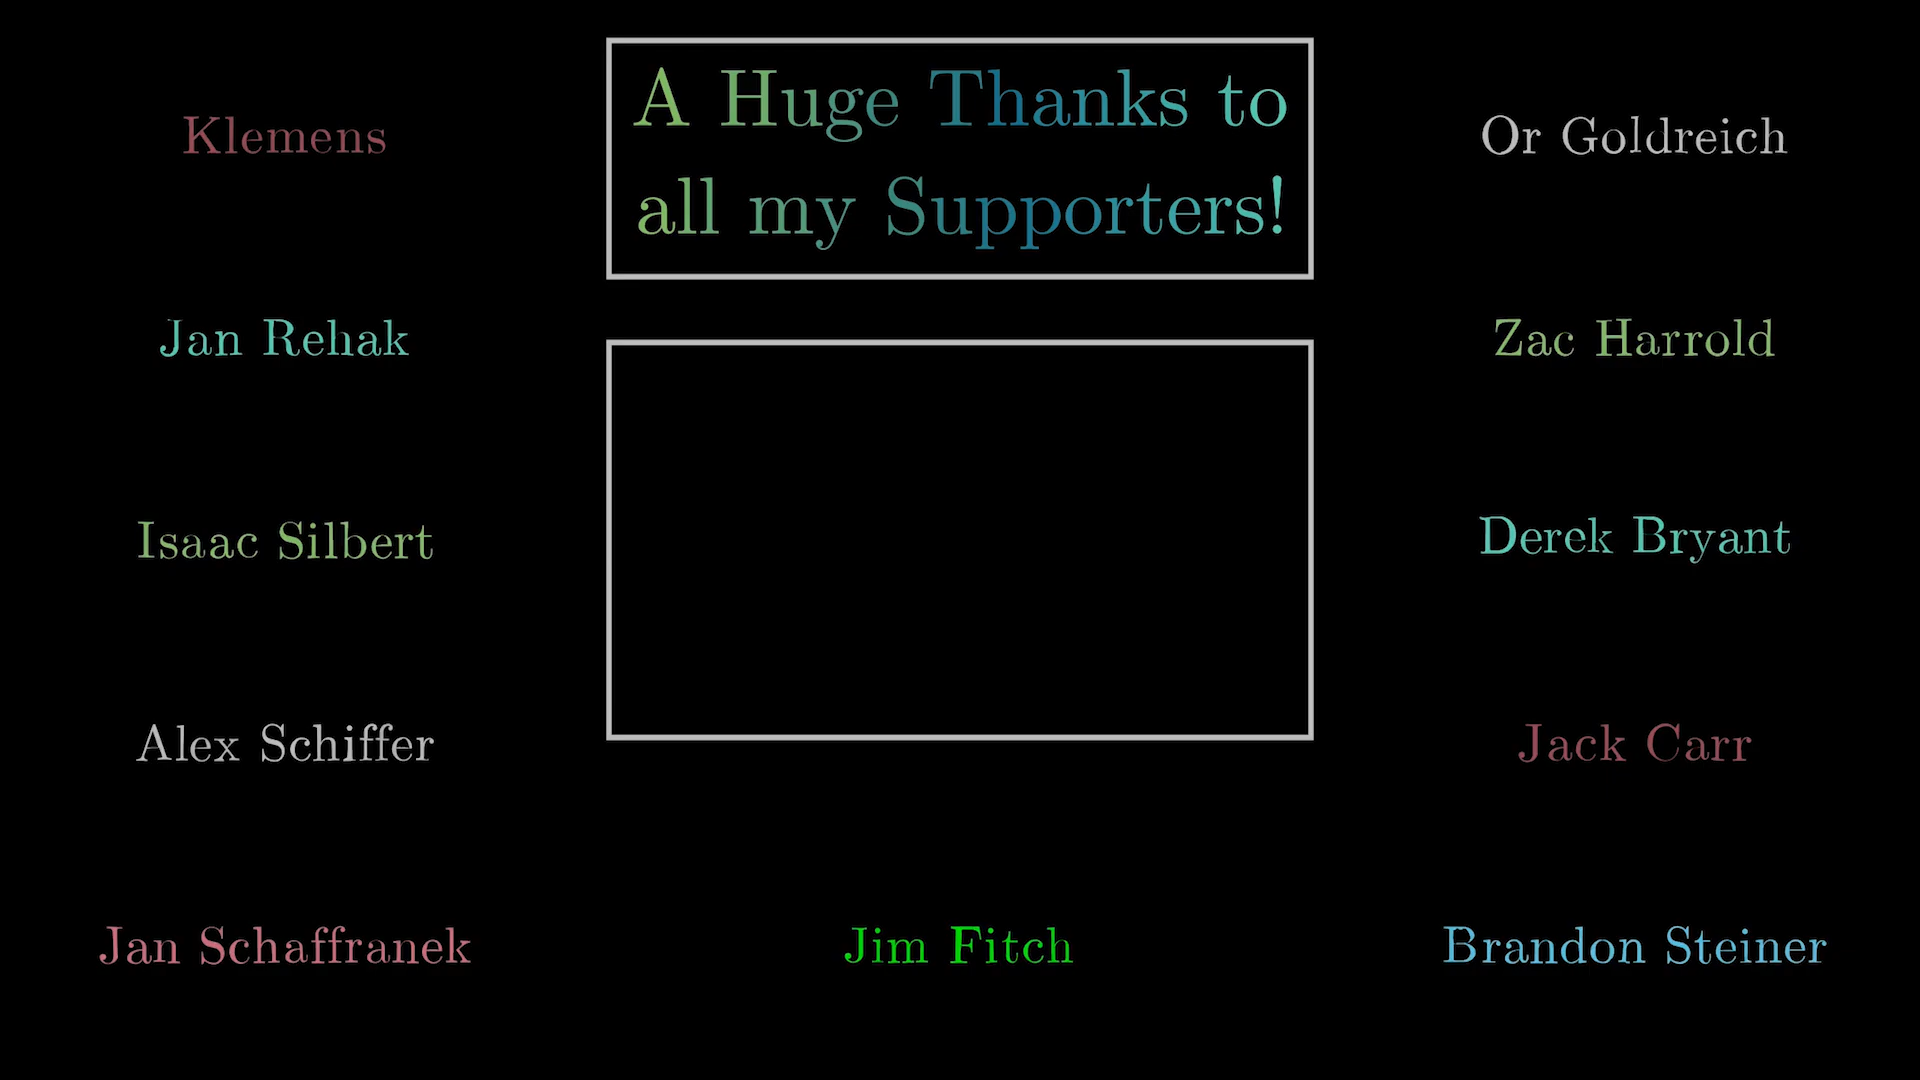 A Huge Thanks to
all my Supporters!
Klemens
Jan Rehak
Isaac Silbert
Alex Schiffer
Jan Schaffranek
Jim Fitch
Or Goldreich
Zac Harrold
Derek Bryant
Jack Carr
Brandon Steiner